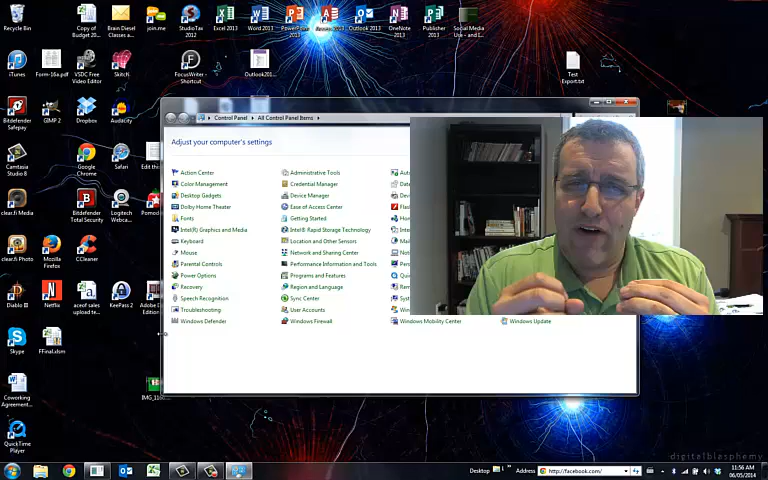 Recycle Bin
Copy of Budget 20...
Brain Diesel Classes a...
join.me
StudioTax 2012
Excel 2013
Word 2013
PowerPoint 2013
Outlook 2013
OneNote 2013
Publisher 2013
Social Media Use - and I...
iTunes
Form-16a.pdf
VSDC Free Video Editor
Skitch
FocusWriter - Shortcut
Outlook201...
Test Export.txt
Bitdefender Safepay
GIMP 2
Dropbox
Audacity
Control Panel
All Control Panel Items
Adjust your computer's settings
Camtasia Studio 8
Google Chrome
Safari
Edit this
Action Center
Administrative Tools
Color Management
Credential Manager
Desktop Gadgets
Device Manager
Dolby Home Theater
Ease of Access Center
Fonts
Getting Started
Intel® Graphics and Media
Intel® Rapid Storage Technology
Keyboard
Location and Other Sensors
Mouse
Network and Sharing Center
Parental Controls
Performance Information and Tools
Power Options
Programs and Features
Recovery
Region and Language
Speech Recognition
Sync Center
Troubleshooting
User Accounts
Windows Defender
Windows Firewall
Windows Mobility Center
Windows Update
clear.fi Media
Bitdefender Total Security
Logitech Webca...
clear.fi Photo
Mozilla Firefox
CCleaner
Diablo III
Netflix
aceof sales upload te...
KeePass 2
Skype
FFinal.xlsm
Coworking Agreement...
QuickTime Player
digitalblasphemy
Desktop
Address
http://facebook.com/
11:56 AM
06/05/2014